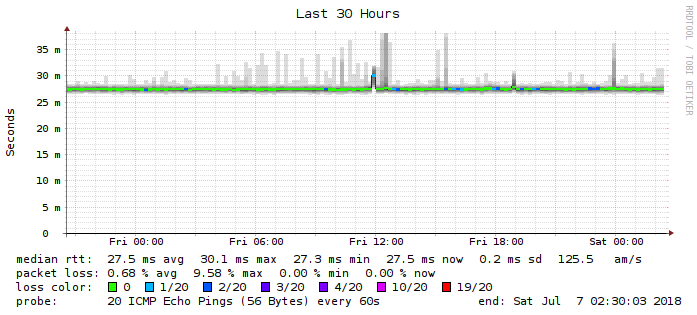 Last 30 Hours
RRDTOOL / TOBI OETIKER
Seconds
35 m
30 m
25 m
20 m
15 m
10 m
5 m
0
Fri 00:00 Fri 06:00 Fri 12:00 Fri 18:00 Sat 00:00
median rtt: 27.5 ms avg 30.1 ms max 27.3 ms min 27.5 ms now 0.2 ms sd 125.5 am/s
packet loss: 0.68 % avg 9.58 % max 0.00 % min 0.00 % now
loss color: 0 1/20 2/20 3/20 4/20 10/20 19/20
probe: 20 ICMP Echo Pings (56 Bytes) every 60s end: Sat Jul 7 02:30:03 2018